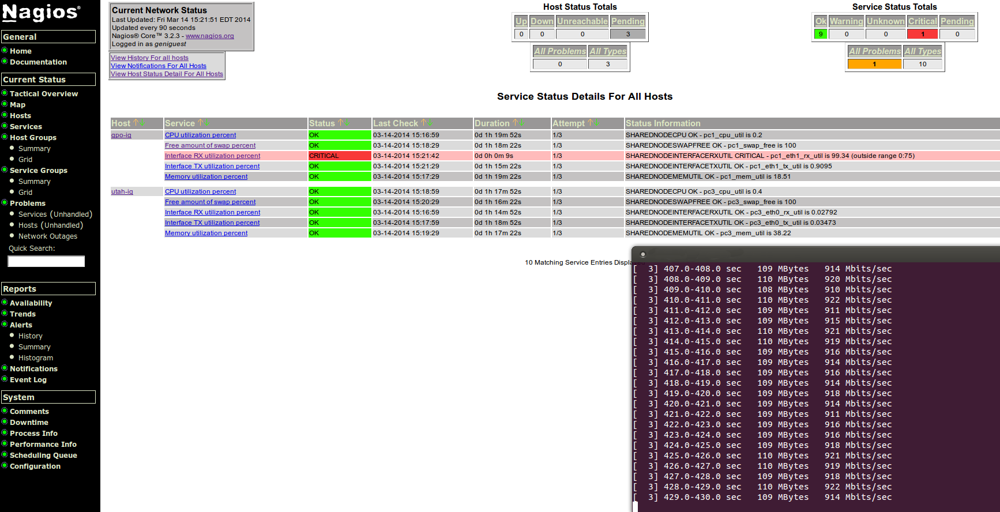 Nagios®
General
Home
Documentation
Current Status
Tactical Overview
Map
Hosts
Services
Host Groups
Summary
Grid
Service Groups
Summary
Grid
Problems
Services (Unhandled)
Hosts (Unhandled)
Network Outages
Quick Search:
Reports
Availability
Trends
Alerts
History
Summary
Histogram
Notifications
Event Log
System
Comments
Downtime
Process Info
Performance Info
Scheduling Queue
Configuration
Current Network Status
Last Updated: Fri Mar 14 15:21:51 EDT 2014
Updated every 90 seconds
Nagios® Core™ 3.2.3 - www.nagios.org
Logged in as geniguest
View History For all hosts
View Notifications For All Hosts
View Host Status Detail For All Hosts
Host Status Totals
Up Down Unreachable Pending
0 0 0 3
All Problems All Types
0 3
Service Status Totals
Ok Warning Unknown Critical Pending
9 0 0 1 0
All Problems All Types
1 10
Service Status Details For All Hosts
Host Service Status Last Check Duration Attempt Status Information
gpo-ig CPU utilization percent OK 03-14-2014 15:16:59 0d 1h 19m 52s 1/3 SHAREDNODECPU OK - pc1_cpu_util is 0.2
Free amount of swap percent OK 03-14-2014 15:18:29 0d 1h 18m 22s 1/3 SHAREDNODESWAPFREE OK - pc1_swap_free is 100
Interface RX utilization percent CRITICAL 03-14-2014 15:21:42 0d 0h 0m 9s 1/3 SHAREDNODEINTERFACERXUTIL CRITICAL - pc1_eth1_rx_util is 99.34 (outside range 0:75)
Interface TX utilization percent OK 03-14-2014 15:21:29 0d 1h 15m 22s 1/3 SHAREDNODEINTERFACETXUTIL OK - pc1_eth1_tx_util is 0.9095
Memory utilization percent OK 03-14-2014 15:17:29 0d 1h 19m 22s 1/3 SHAREDNODEMEMUTIL OK - pc1_mem_util is 18.51
utah-ig CPU utilization percent OK 03-14-2014 15:18:59 0d 1h 17m 52s 1/3 SHAREDNODECPU OK - pc3_cpu_util is 0.4
Free amount of swap percent OK 03-14-2014 15:20:29 0d 1h 16m 22s 1/3 SHAREDNODESWAPFREE OK - pc3_swap_free is 100
Interface RX utilization percent OK 03-14-2014 15:16:59 0d 1h 14m 52s 1/3 SHAREDNODEINTERFACERXUTIL OK - pc3_eth0_rx_util is 0.02792
Interface TX utilization percent OK 03-14-2014 15:17:59 0d 1h 18m 52s 1/3 SHAREDNODEINTERFACETXUTIL OK - pc3_eth0_tx_util is 0.03473
Memory utilization percent OK 03-14-2014 15:19:29 0d 1h 17m 22s 1/3 SHAREDNODEMEMUTIL OK - pc3_mem_util is 38.22
10 Matching Service Entries
[ 3] 407.0-408.0 sec 109 MBytes 914 Mbits/sec
[ 3] 408.0-409.0 sec 110 MBytes 920 Mbits/sec
[ 3] 409.0-410.0 sec 108 MBytes 910 Mbits/sec
[ 3] 410.0-411.0 sec 110 MBytes 922 Mbits/sec
[ 3] 411.0-412.0 sec 109 MBytes 911 Mbits/sec
[ 3] 412.0-413.0 sec 109 MBytes 915 Mbits/sec
[ 3] 413.0-414.0 sec 110 MBytes 921 Mbits/sec
[ 3] 414.0-415.0 sec 110 MBytes 919 Mbits/sec
[ 3] 415.0-416.0 sec 109 MBytes 916 Mbits/sec
[ 3] 416.0-417.0 sec 109 MBytes 914 Mbits/sec
[ 3] 417.0-418.0 sec 109 MBytes 916 Mbits/sec
[ 3] 418.0-419.0 sec 109 MBytes 914 Mbits/sec
[ 3] 419.0-420.0 sec 109 MBytes 918 Mbits/sec
[ 3] 420.0-421.0 sec 109 MBytes 914 Mbits/sec
[ 3] 421.0-422.0 sec 109 MBytes 911 Mbits/sec
[ 3] 422.0-423.0 sec 109 MBytes 916 Mbits/sec
[ 3] 423.0-424.0 sec 109 MBytes 916 Mbits/sec
[ 3] 424.0-425.0 sec 109 MBytes 918 Mbits/sec
[ 3] 425.0-426.0 sec 110 MBytes 921 Mbits/sec
[ 3] 426.0-427.0 sec 110 MBytes 919 Mbits/sec
[ 3] 427.0-428.0 sec 109 MBytes 918 Mbits/sec
[ 3] 428.0-429.0 sec 110 MBytes 922 Mbits/sec
[ 3] 429.0-430.0 sec 109 MBytes 914 Mbits/sec